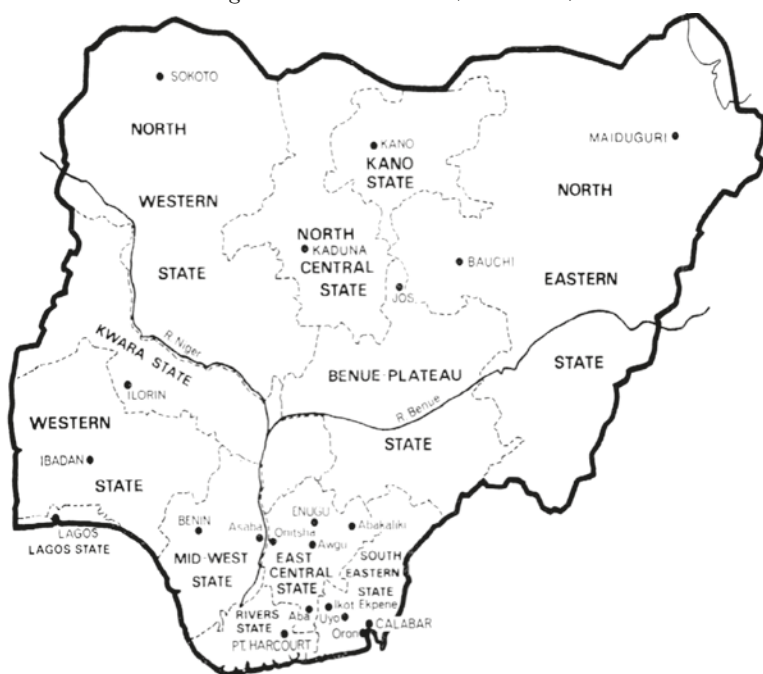 SOKOTO
NORTH
WESTERN
STATE
KANO
KANO
STATE
MAIDUGURI
NORTH
EASTERN
STATE
NORTH
KADUNA
CENTRAL
STATE
BAUCHI
JOS
R. Niger
KWARA STATE
ILORIN
BENUE-PLATEAU
R. Benue
STATE
WESTERN
IBADAN
STATE
LAGOS
LAGOS STATE
BENIN
MID-WEST
STATE
Asaba
Onitsha
ENUGU
Abakaliki
Awgu
EAST
CENTRAL
STATE
SOUTH
EASTERN
STATE
Ikot Ekpene
Aba
Uyo
RIVERS
STATE
PT. HARCOURT
Oron
CALABAR